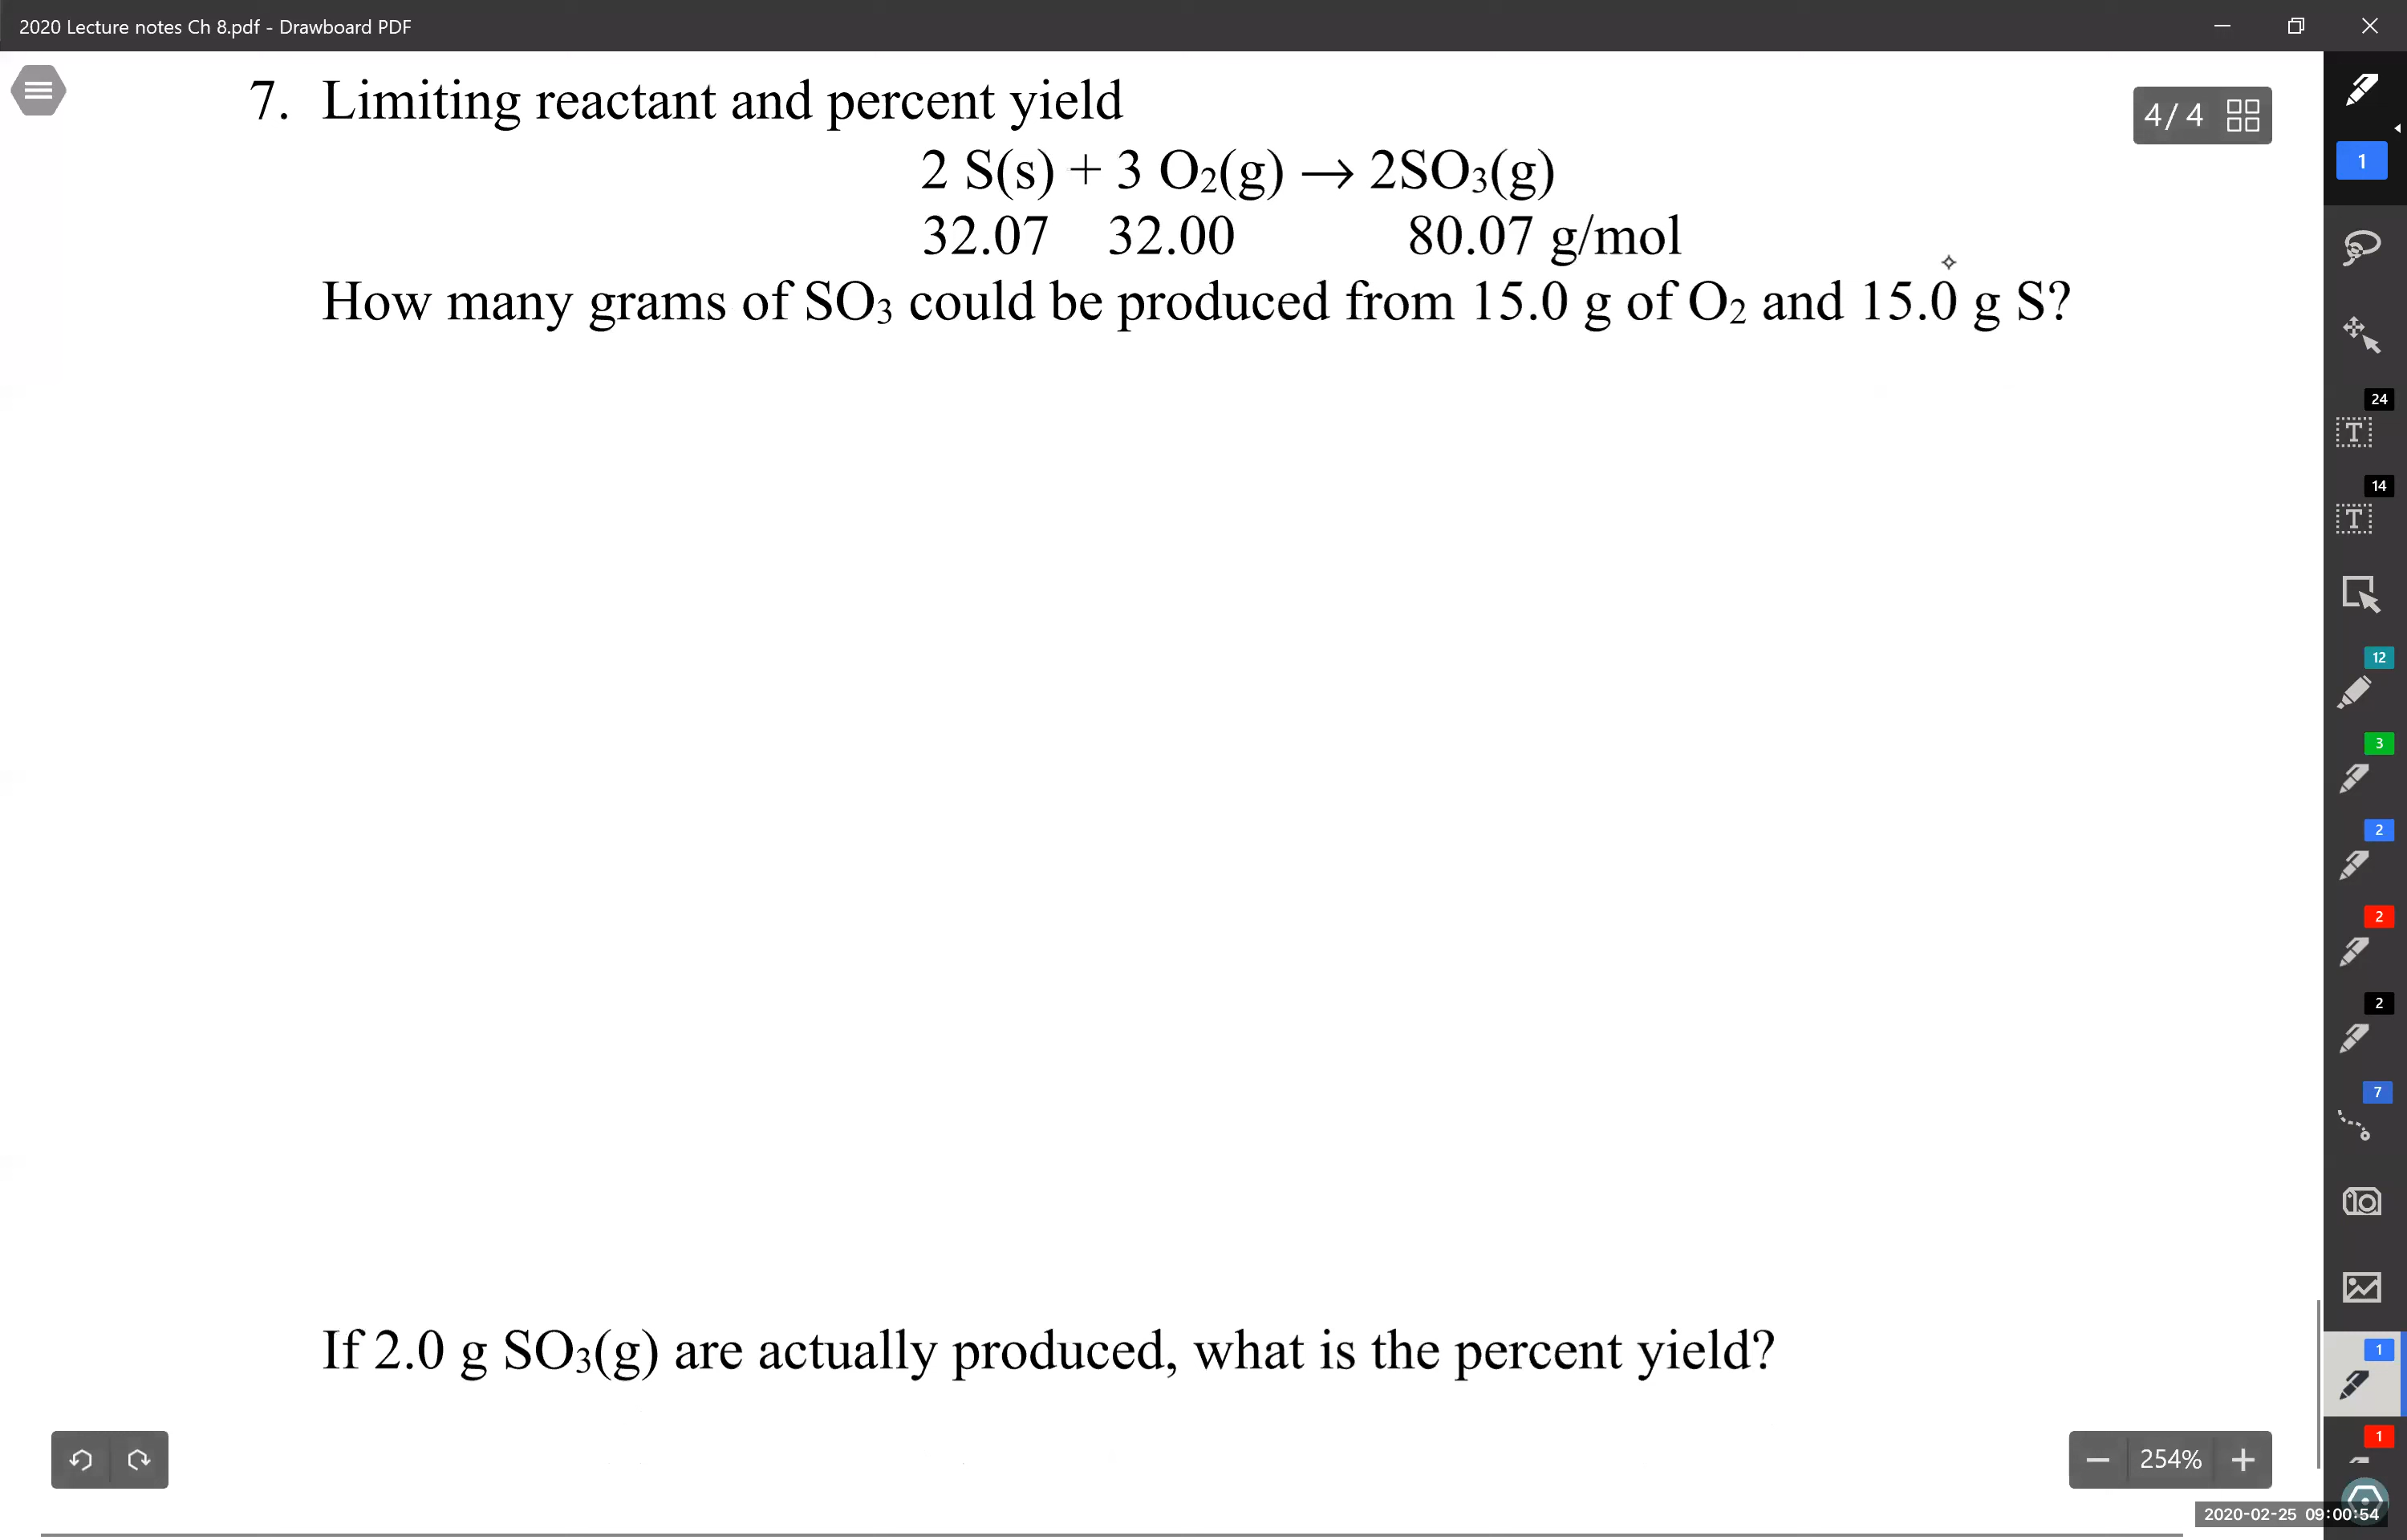 2020 Lecture notes Ch 8.pdf - Drawboard PDF
7. Limiting reactant and percent yield
4 / 4
2 S(s) + 3 O₂(g) → 2SO₃(g)
1
32.07 32.00 80.07 g/mol
How many grams of SO₃ could be produced from 15.0 g of O₂ and 15.0 g S?
24
T
14
T
12
3
2
2
2
7
If 2.0 g SO₃(g) are actually produced, what is the percent yield?
1
1
254%
2020-02-25 09:00:54